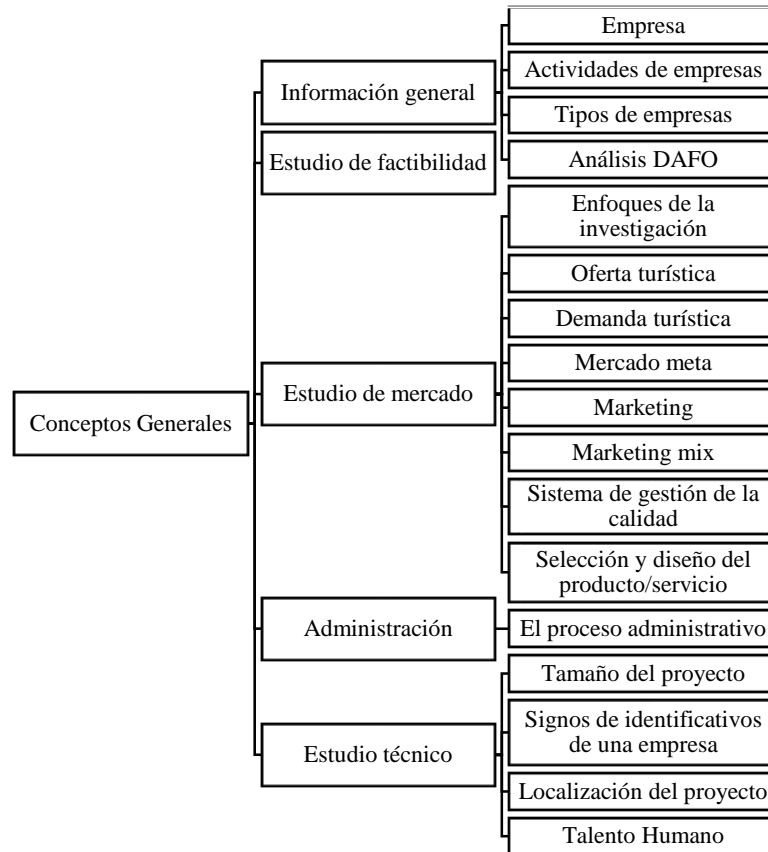 Conceptos Generales
Información general
Empresa
Actividades de empresas
Tipos de empresas
Análisis DAFO
Estudio de factibilidad
Estudio de mercado
Enfoques de la
investigación
Oferta turística
Demanda turística
Mercado meta
Marketing
Marketing mix
Sistema de gestión de la
calidad
Selección y diseño del
producto/servicio
Administración
El proceso administrativo
Estudio técnico
Tamaño del proyecto
Signos de identificativos
de una empresa
Localización del proyecto
Talento Humano